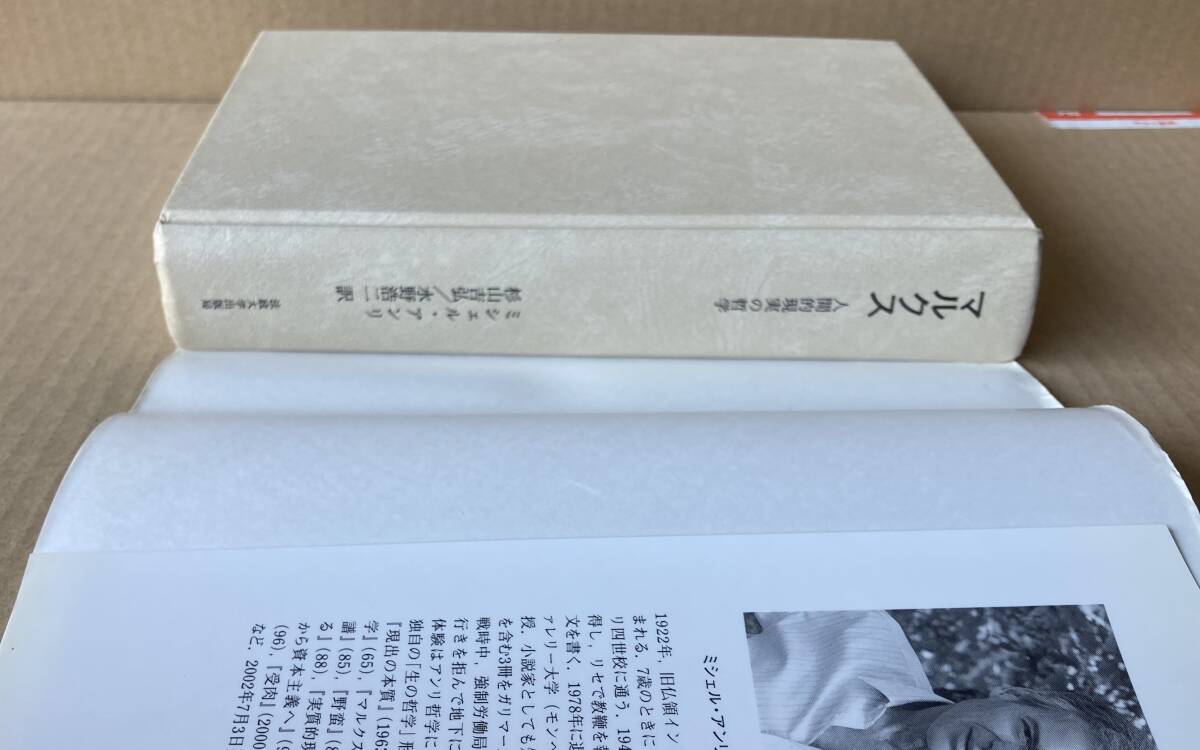 マルクス
人間的現実の哲学
ミシェル・アンリ
杉山吉弘／水野浩二訳
法政大学出版局
ミシェル・アン
1922年，旧仏領イン
まれる．7歳のときに
リ四世校に通う．194
得し，リセで教鞭を
文を書く．1978年に
ァレリー大学（モンペ
授．小説家としても
を含む3冊をガリマー
戦時中，強制労働局
行きを拒んで地下に
体験はアンリ哲学に
独自の「生の哲学」形
『現出の本質』(196
学』(65)，『マルクス
譜』(85)，『野蛮』(8
る』(88)，『実質的現
から資本主義へ』(9
(96)，『受肉』(2000
など．2002年7月3日